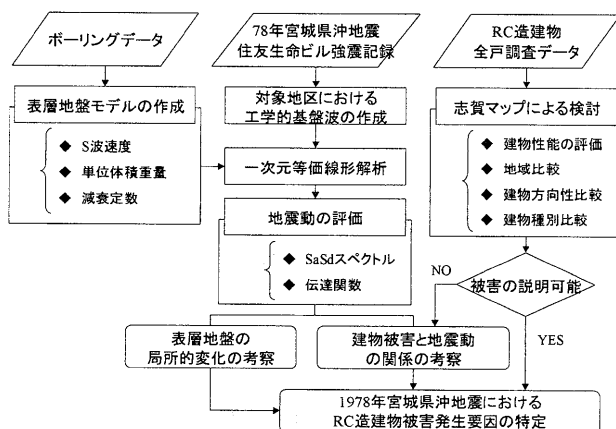 ボーリングデータ
78年宮城県沖地震
住友生命ビル強震記録
RC造建物
全戸調査データ
表層地盤モデルの作成
◆ S波速度
◆ 単位体積重量
◆ 減衰定数
対象地区における
工学的基盤波の作成
一次元等価線形解析
地震動の評価
◆ SaSdスペクトル
◆ 伝達関数
志賀マップによる検討
◆ 建物性能の評価
◆ 地域比較
◆ 建物方向性比較
◆ 建物種別比較
NO
被害の説明可能
YES
表層地盤の
局所的変化の考察
建物被害と地震動
の関係の考察
1978年宮城県沖地震における
RC造建物被害発生要因の特定